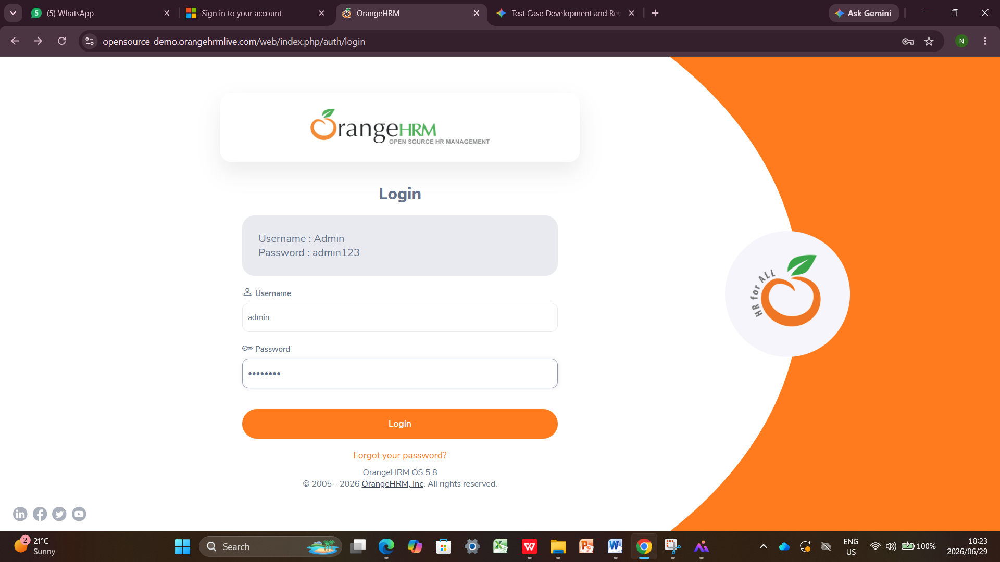 5
(5) WhatsApp
Sign in to your account
OrangeHRM
Test Case Development and Re
Ask Gemini
opensource-demo.orangehrmlive.com/web/index.php/auth/login
N
OrangeHRM
OPEN SOURCE HR MANAGEMENT
Login
Username : Admin
Password : admin123
Username
admin
Password
••••••••
Login
Forgot your password?
OrangeHRM OS 5.8
© 2005 - 2026 OrangeHRM, Inc. All rights reserved.
HR for ALL
2
21°C
Sunny
Search
ENG
US
100%
18:23
2026/06/29